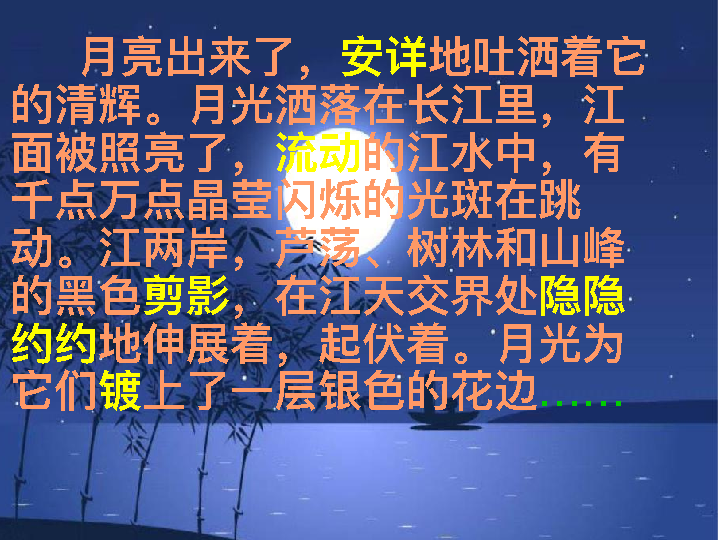 月亮出来了，安详地吐洒着它
的清辉。月光洒落在长江里，江
面被照亮了，流动的江水中，有
千点万点晶莹闪烁的光斑在跳
动。江两岸，芦荡、树林和山峰
的黑色剪影，在江天交界处隐隐
约约地伸展着，起伏着。月光为
它们镀上了一层银色的花边……